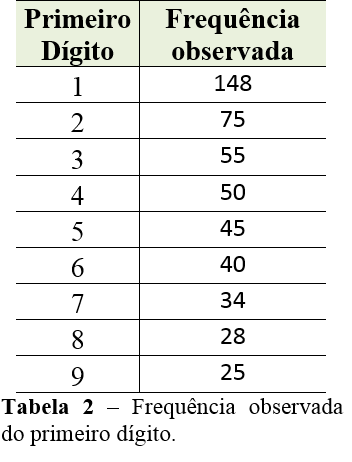 Primeiro Frequência
Dígito observada
1 148
2 75
3 55
4 50
5 45
6 40
7 34
8 28
9 25
Tabela 2 – Frequência observada
do primeiro dígito.